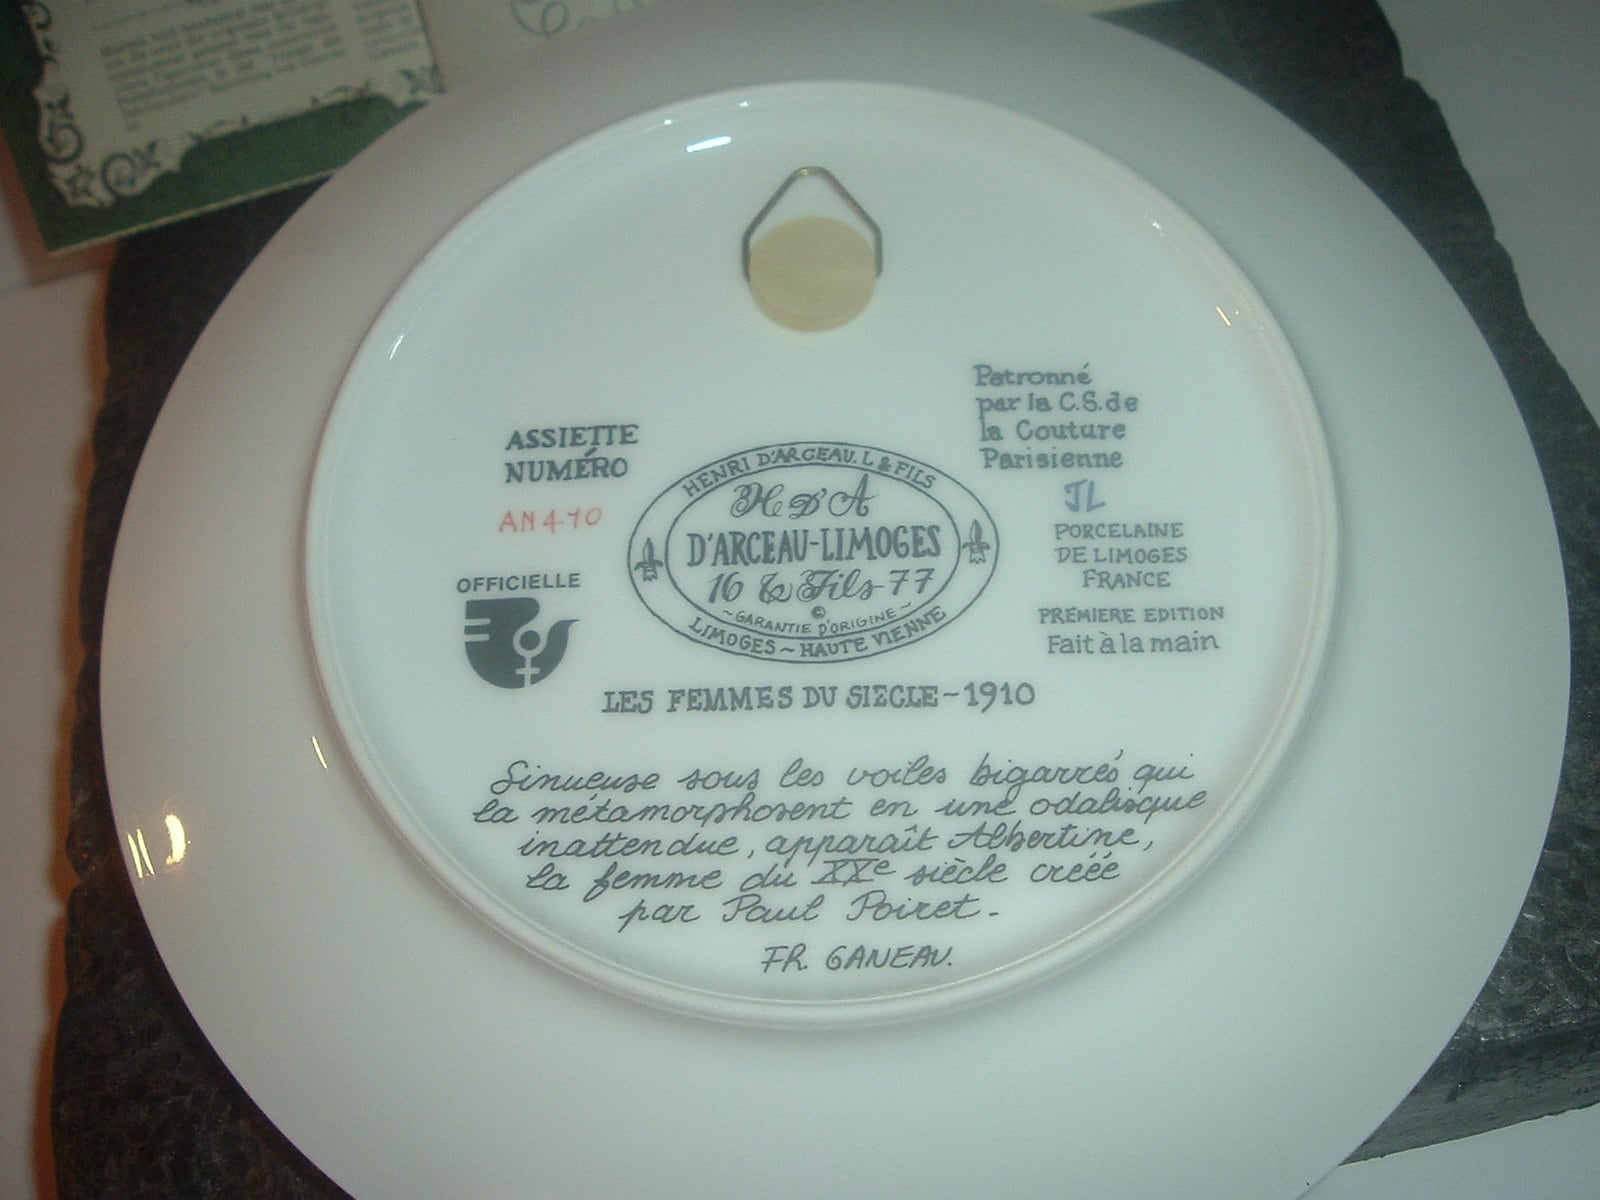 ASSIETTE
NUMÉRO
AN470
OFFICIELLE
Patronné
par la C.S.de
la Couture
Parisienne
JL
PORCELAINE
DE LIMOGES
FRANCE
PREMIERE EDITION
Fait à la main
HENRI D'ARCEAU. L & FILS
H D'A
D'ARCEAU-LIMOGES
16 & Fils 77
©
~GARANTIE D'ORIGINE~
LIMOGES ~ HAUTE VIENNE
LES FEMMES DU SIECLE ~ 1910
Sinueuse sous les voiles bigarrés qui
la métamorphosent en une odalisque
inattendue, apparaît Albertine,
la femme du XXe siècle créée
par Paul Poiret.
FR. GANEAU.